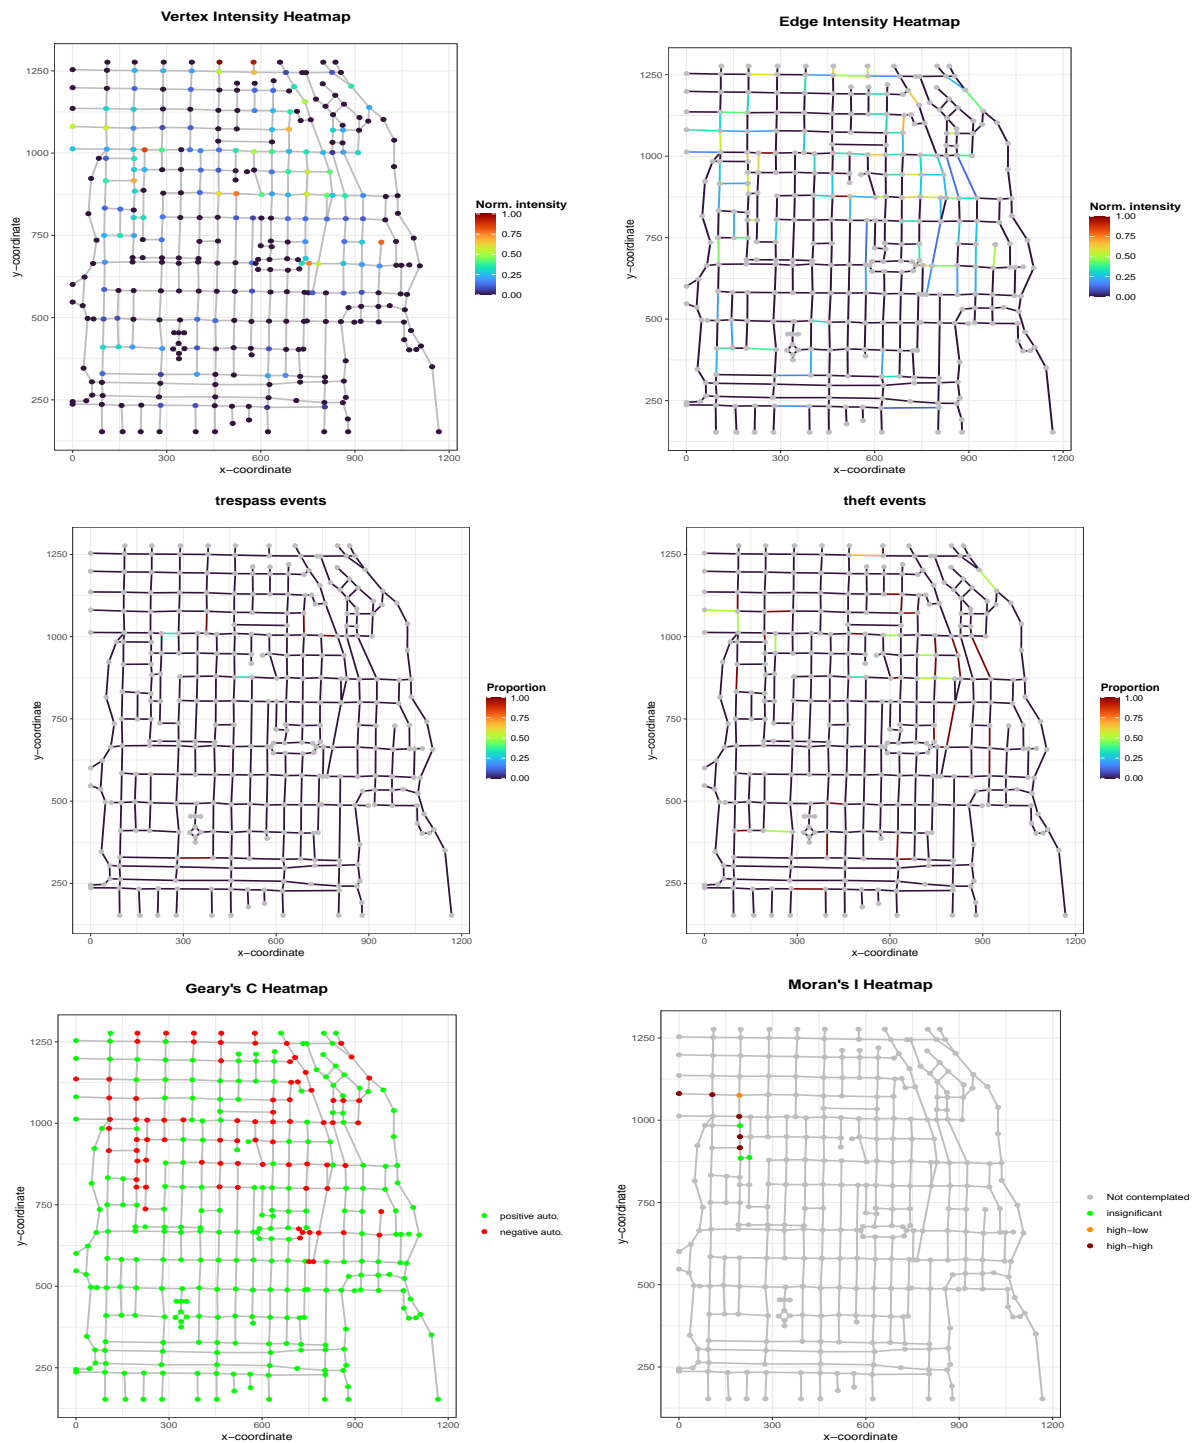 Vertex Intensity Heatmap
1250
1000
750
500
250
y−coordinate
0 300 600 900 1200
x−coordinate
Norm. intensity
1.00
0.75
0.50
0.25
0.00
Edge Intensity Heatmap
1250
1000
750
500
250
y−coordinate
0 300 600 900 1200
x−coordinate
Norm. intensity
1.00
0.75
0.50
0.25
0.00
trespass events
1250
1000
750
500
250
y−coordinate
0 300 600 900 1200
x−coordinate
Proportion
1.00
0.75
0.50
0.25
0.00
theft events
1250
1000
750
500
250
y−coordinate
0 300 600 900 1200
x−coordinate
Proportion
1.00
0.75
0.50
0.25
0.00
Geary's C Heatmap
1250
1000
750
500
250
y−coordinate
0 300 600 900 1200
x−coordinate
positive auto.
negative auto.
Moran's I Heatmap
1250
1000
750
500
250
y−coordinate
0 300 600 900 1200
x−coordinate
Not contemplated
insignificant
high−low
high−high